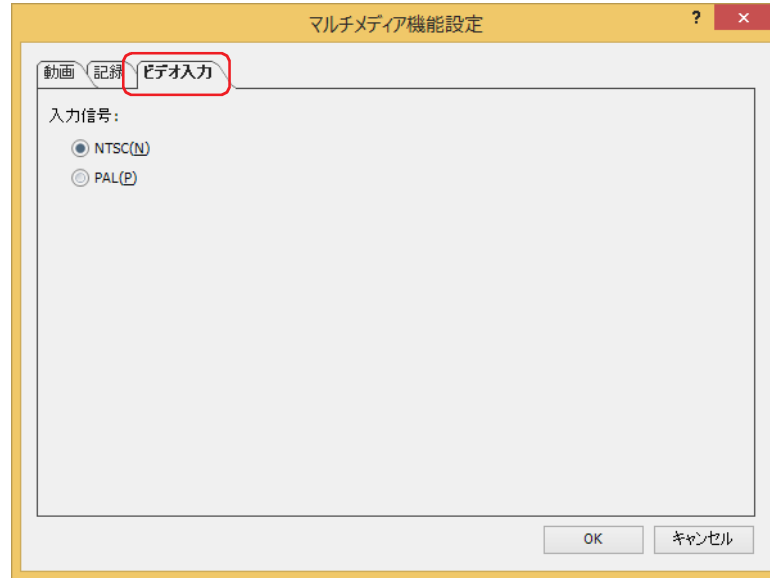 マルチメディア機能設定
? ×
動画 記録 ビデオ入力
入力信号:
NTSC(N)
PAL(P)
OK キャンセル